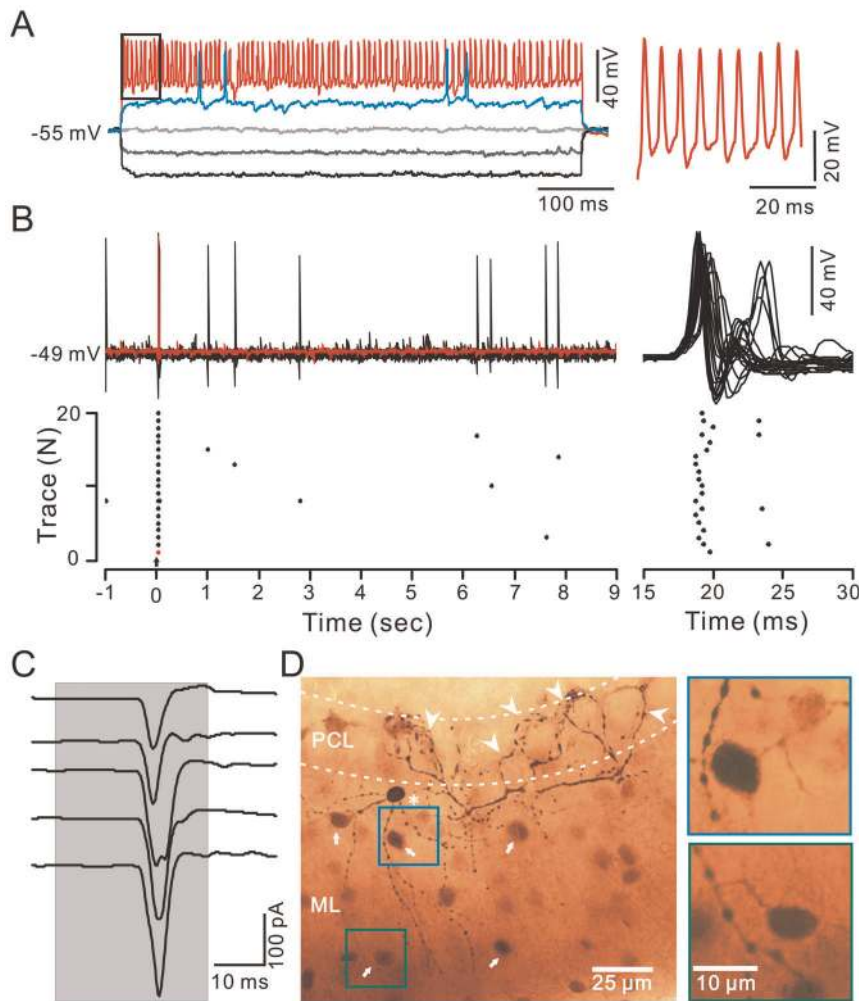 A
-55 mV
40 mV
100 ms
20 mV
20 ms
B
-49 mV
40 mV
Trace (N)
20
0
-1 0 1 2 3 4 5 6 7 8 9
Time (sec)
15 20 25 30
Time (ms)
C
100 pA
10 ms
D
PCL
*
ML
25 µm
10 µm